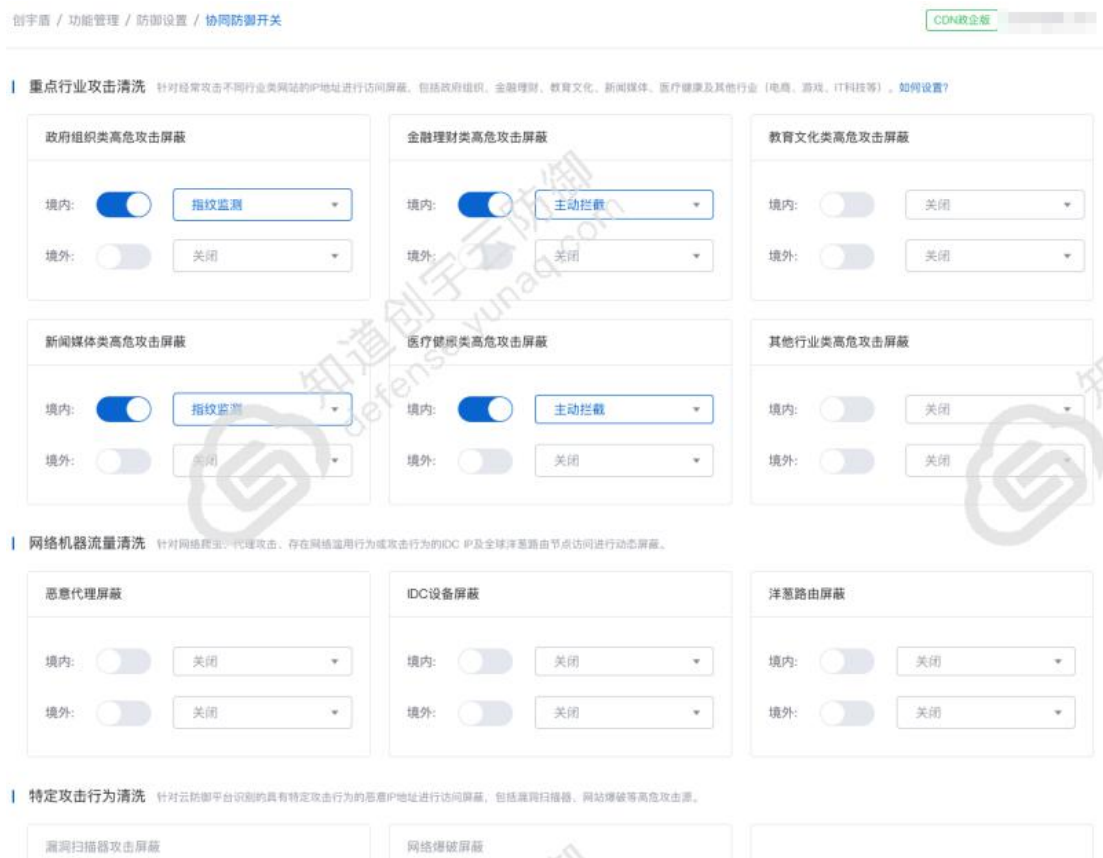 创宇盾 / 功能管理 / 防御设置 / 协同防御开关
CDN政企版
重点行业攻击清洗 针对经常攻击不同行业类网站的IP地址进行访问屏蔽，包括政府组织、金融理财、教育文化、新闻媒体、医疗健康及其他行业（电商、游戏、IT科技等）。如何设置?
政府组织类高危攻击屏蔽 金融理财类高危攻击屏蔽 教育文化类高危攻击屏蔽
境内: 指纹监测 境内: 主动拦截 境内: 关闭
境外: 关闭 境外: 关闭 境外: 关闭
新闻媒体类高危攻击屏蔽 医疗健康类高危攻击屏蔽 其他行业类高危攻击屏蔽
境内: 指纹监测 境内: 主动拦截 境内: 关闭
境外: 关闭 境外: 关闭 境外: 关闭
网络机器流量清洗 针对网络爬虫、代理攻击、存在网络滥用行为或攻击行为的IDC IP及全球洋葱路由节点访问进行动态屏蔽。
恶意代理屏蔽 IDC设备屏蔽 洋葱路由屏蔽
境内: 关闭 境内: 关闭 境内: 关闭
境外: 关闭 境外: 关闭 境外: 关闭
特定攻击行为清洗 针对云防御平台识别的具有特定攻击行为的恶意IP地址进行访问屏蔽，包括漏洞扫描器、网站爆破等高危攻击源。
漏洞扫描器攻击屏蔽 网络爆破屏蔽
知道创宇云防御
defense.yunaq.com